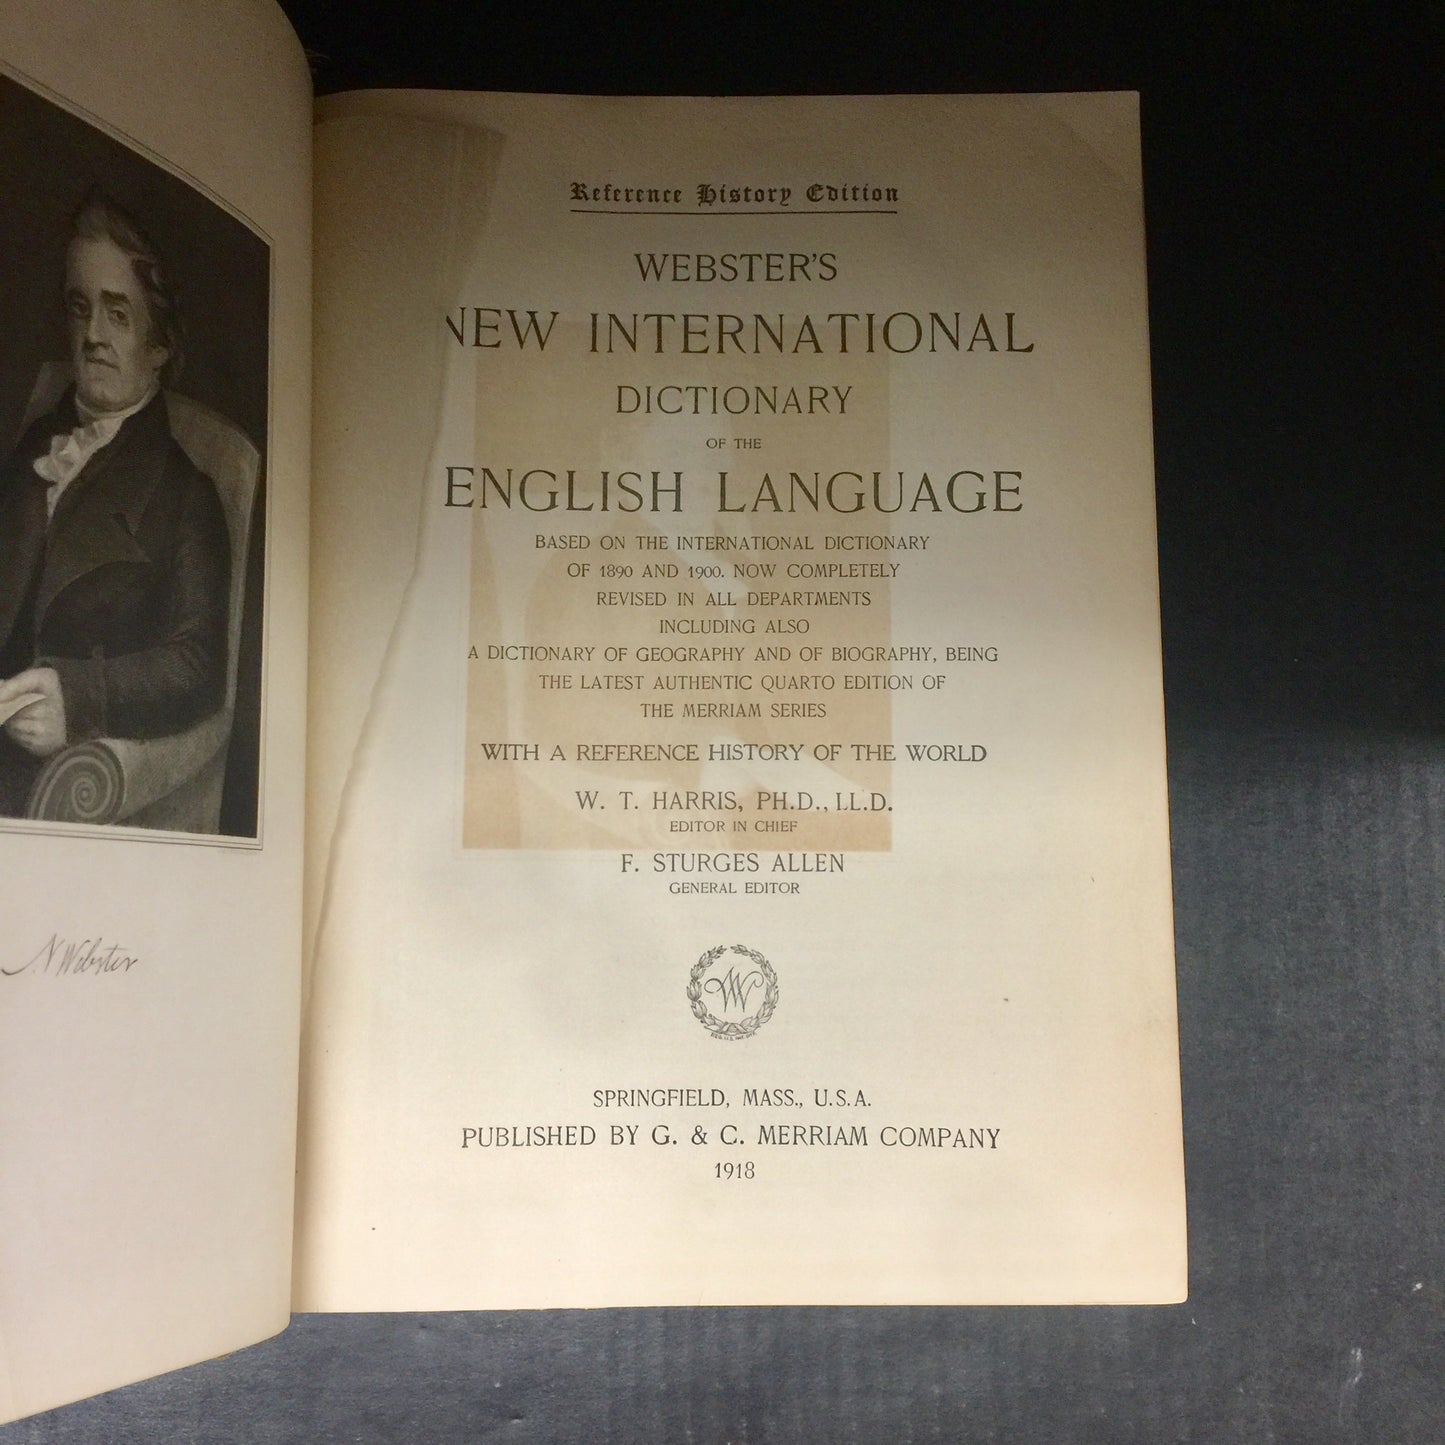 Reference History Edition
WEBSTER'S
NEW INTERNATIONAL
DICTIONARY
OF THE
ENGLISH LANGUAGE
BASED ON THE INTERNATIONAL DICTIONARY
OF 1890 AND 1900. NOW COMPLETELY
REVISED IN ALL DEPARTMENTS
INCLUDING ALSO
A DICTIONARY OF GEOGRAPHY AND OF BIOGRAPHY, BEING
THE LATEST AUTHENTIC QUARTO EDITION OF
THE MERRIAM SERIES
WITH A REFERENCE HISTORY OF THE WORLD
W. T. HARRIS, PH.D., LL.D.
EDITOR IN CHIEF
F. STURGES ALLEN
GENERAL EDITOR
N Webster
W
SPRINGFIELD, MASS., U.S.A.
PUBLISHED BY G. & C. MERRIAM COMPANY
1918